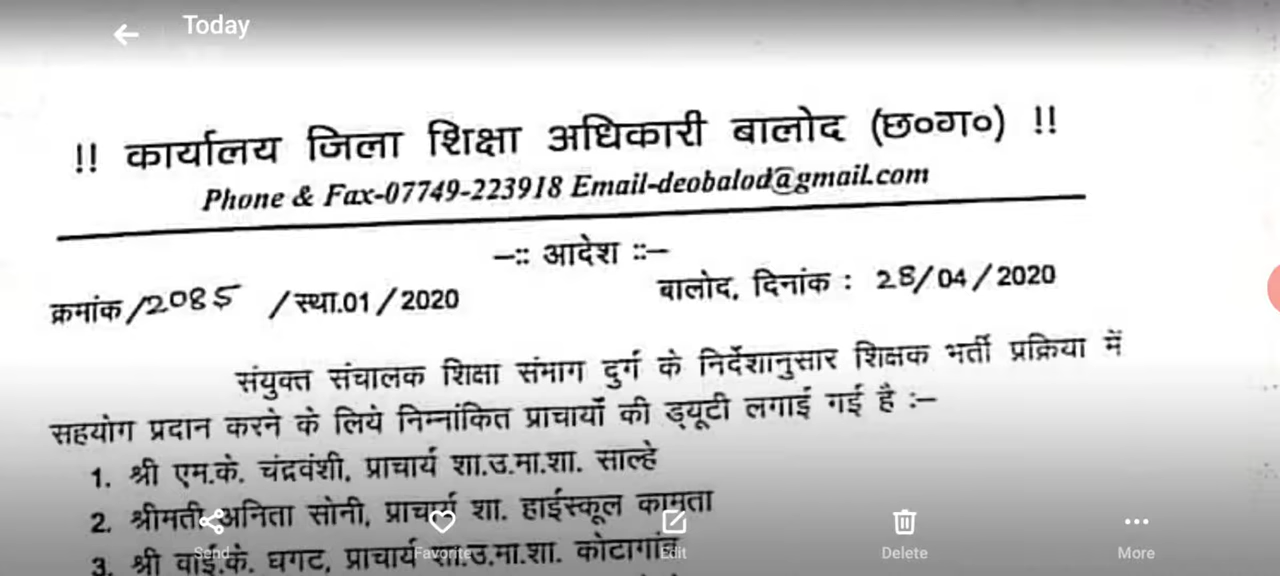 Today
!! कार्यालय जिला शिक्षा अधिकारी बालोद (छ०ग०) !!
Phone & Fax-07749-223918 Email-deobalod@gmail.com
–:: आदेश ::–
क्रमांक /2085 /स्था.01/2020 बालोद, दिनांक : 28/04/2020
संयुक्त संचालक शिक्षा संभाग दुर्ग के निर्देशानुसार शिक्षक भर्ती प्रक्रिया में
सहयोग प्रदान करने के लिये निम्नांकित प्राचार्यों की ड्यूटी लगाई गई है :–
1. श्री एम.के. चंद्रवंशी, प्राचार्य शा.उ.मा.शा. साल्हे
2. श्रीमती अनिता सोनी, प्राचार्य शा. हाईस्कूल कामता
3. श्री वाई.के. घगट, प्राचार्य शा.उ.मा.शा. कोटागांव
Send Favorite Edit Delete More